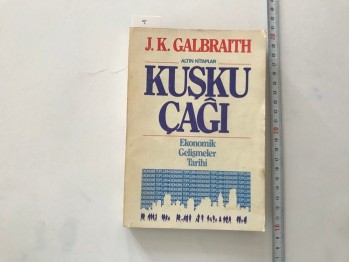 J. K. GALBRAITH
ALTIN KİTAPLAR
KUŞKU
ÇAĞI
Ekonomik
Gelişmeler
Tarihi